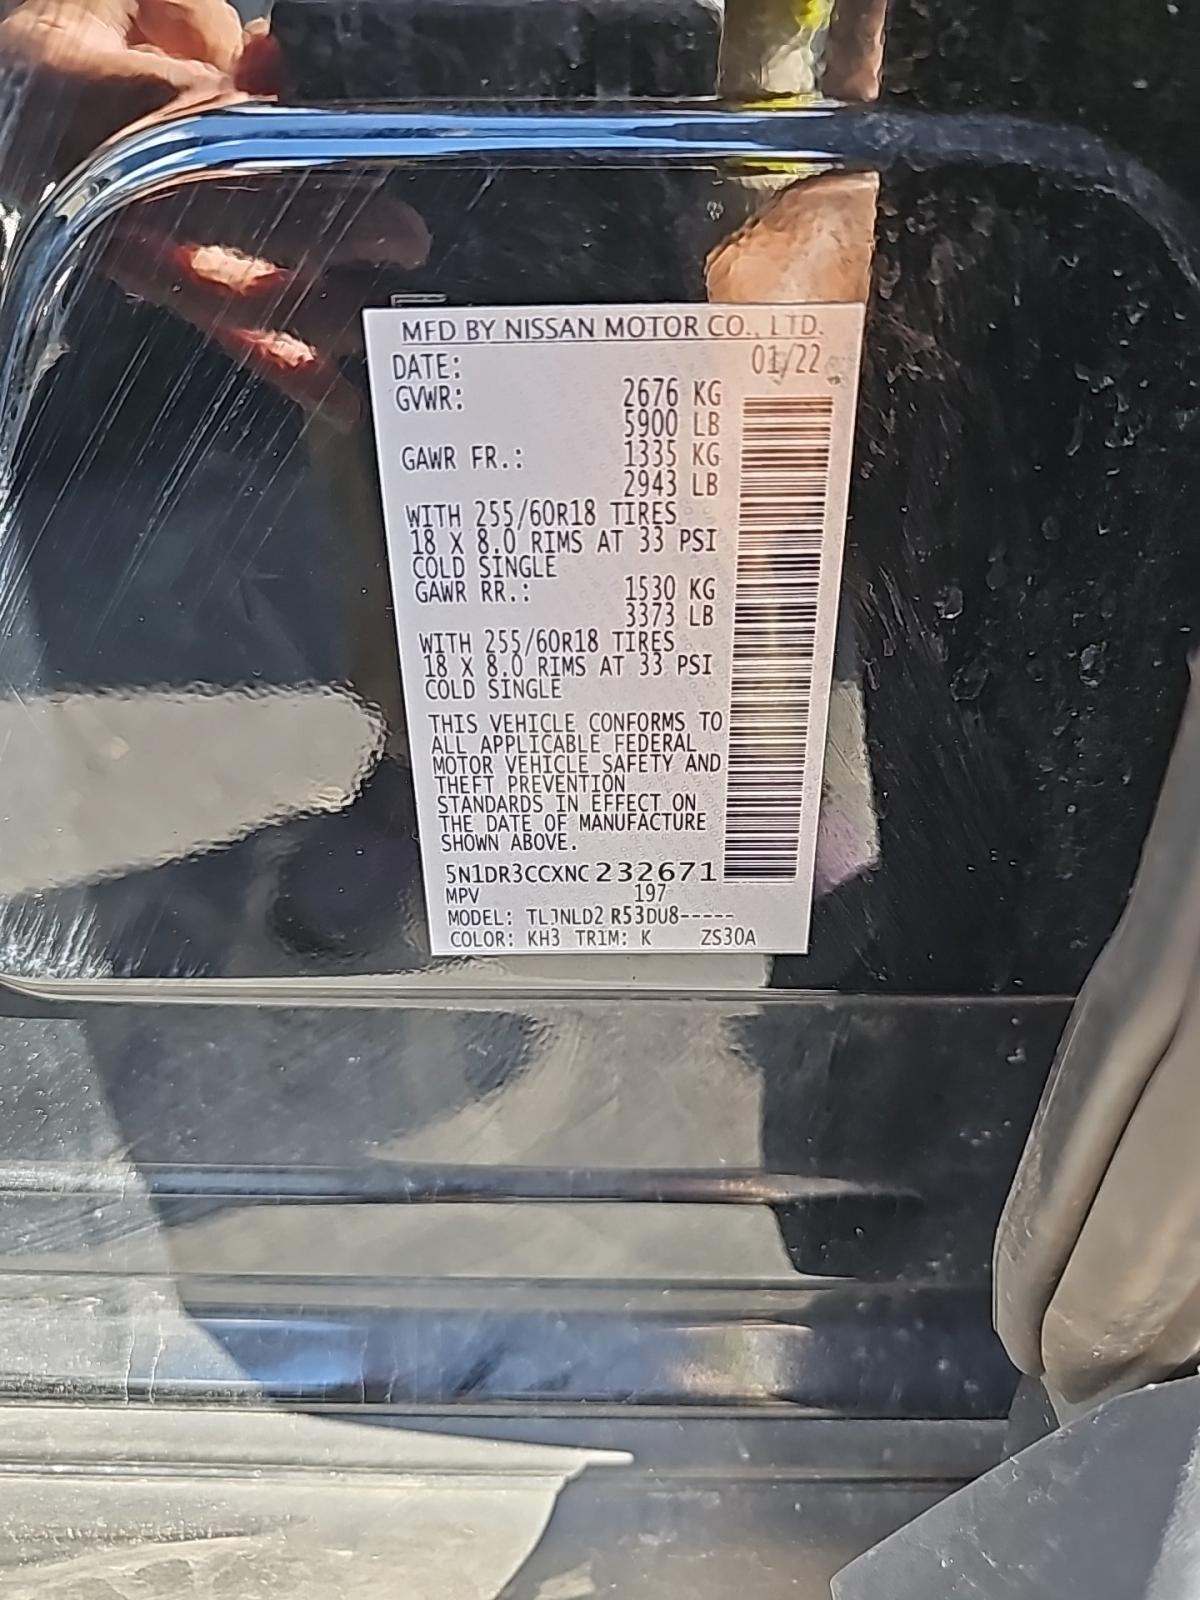 MFD BY NISSAN MOTOR CO., LTD.
DATE: 01/22
GVWR: 2676 KG
5900 LB
GAWR FR.: 1335 KG
2943 LB
WITH 255/60R18 TIRES
18 X 8.0 RIMS AT 33 PSI
COLD SINGLE
GAWR RR.: 1530 KG
3373 LB
WITH 255/60R18 TIRES
18 X 8.0 RIMS AT 33 PSI
COLD SINGLE
THIS VEHICLE CONFORMS TO
ALL APPLICABLE FEDERAL
MOTOR VEHICLE SAFETY AND
THEFT PREVENTION
STANDARDS IN EFFECT ON
THE DATE OF MANUFACTURE
SHOWN ABOVE.
5N1DR3CCXNC232671
MPV 197
MODEL: TLJNLD2 R53DU8-----
COLOR: KH3 TRIM: K ZS30A